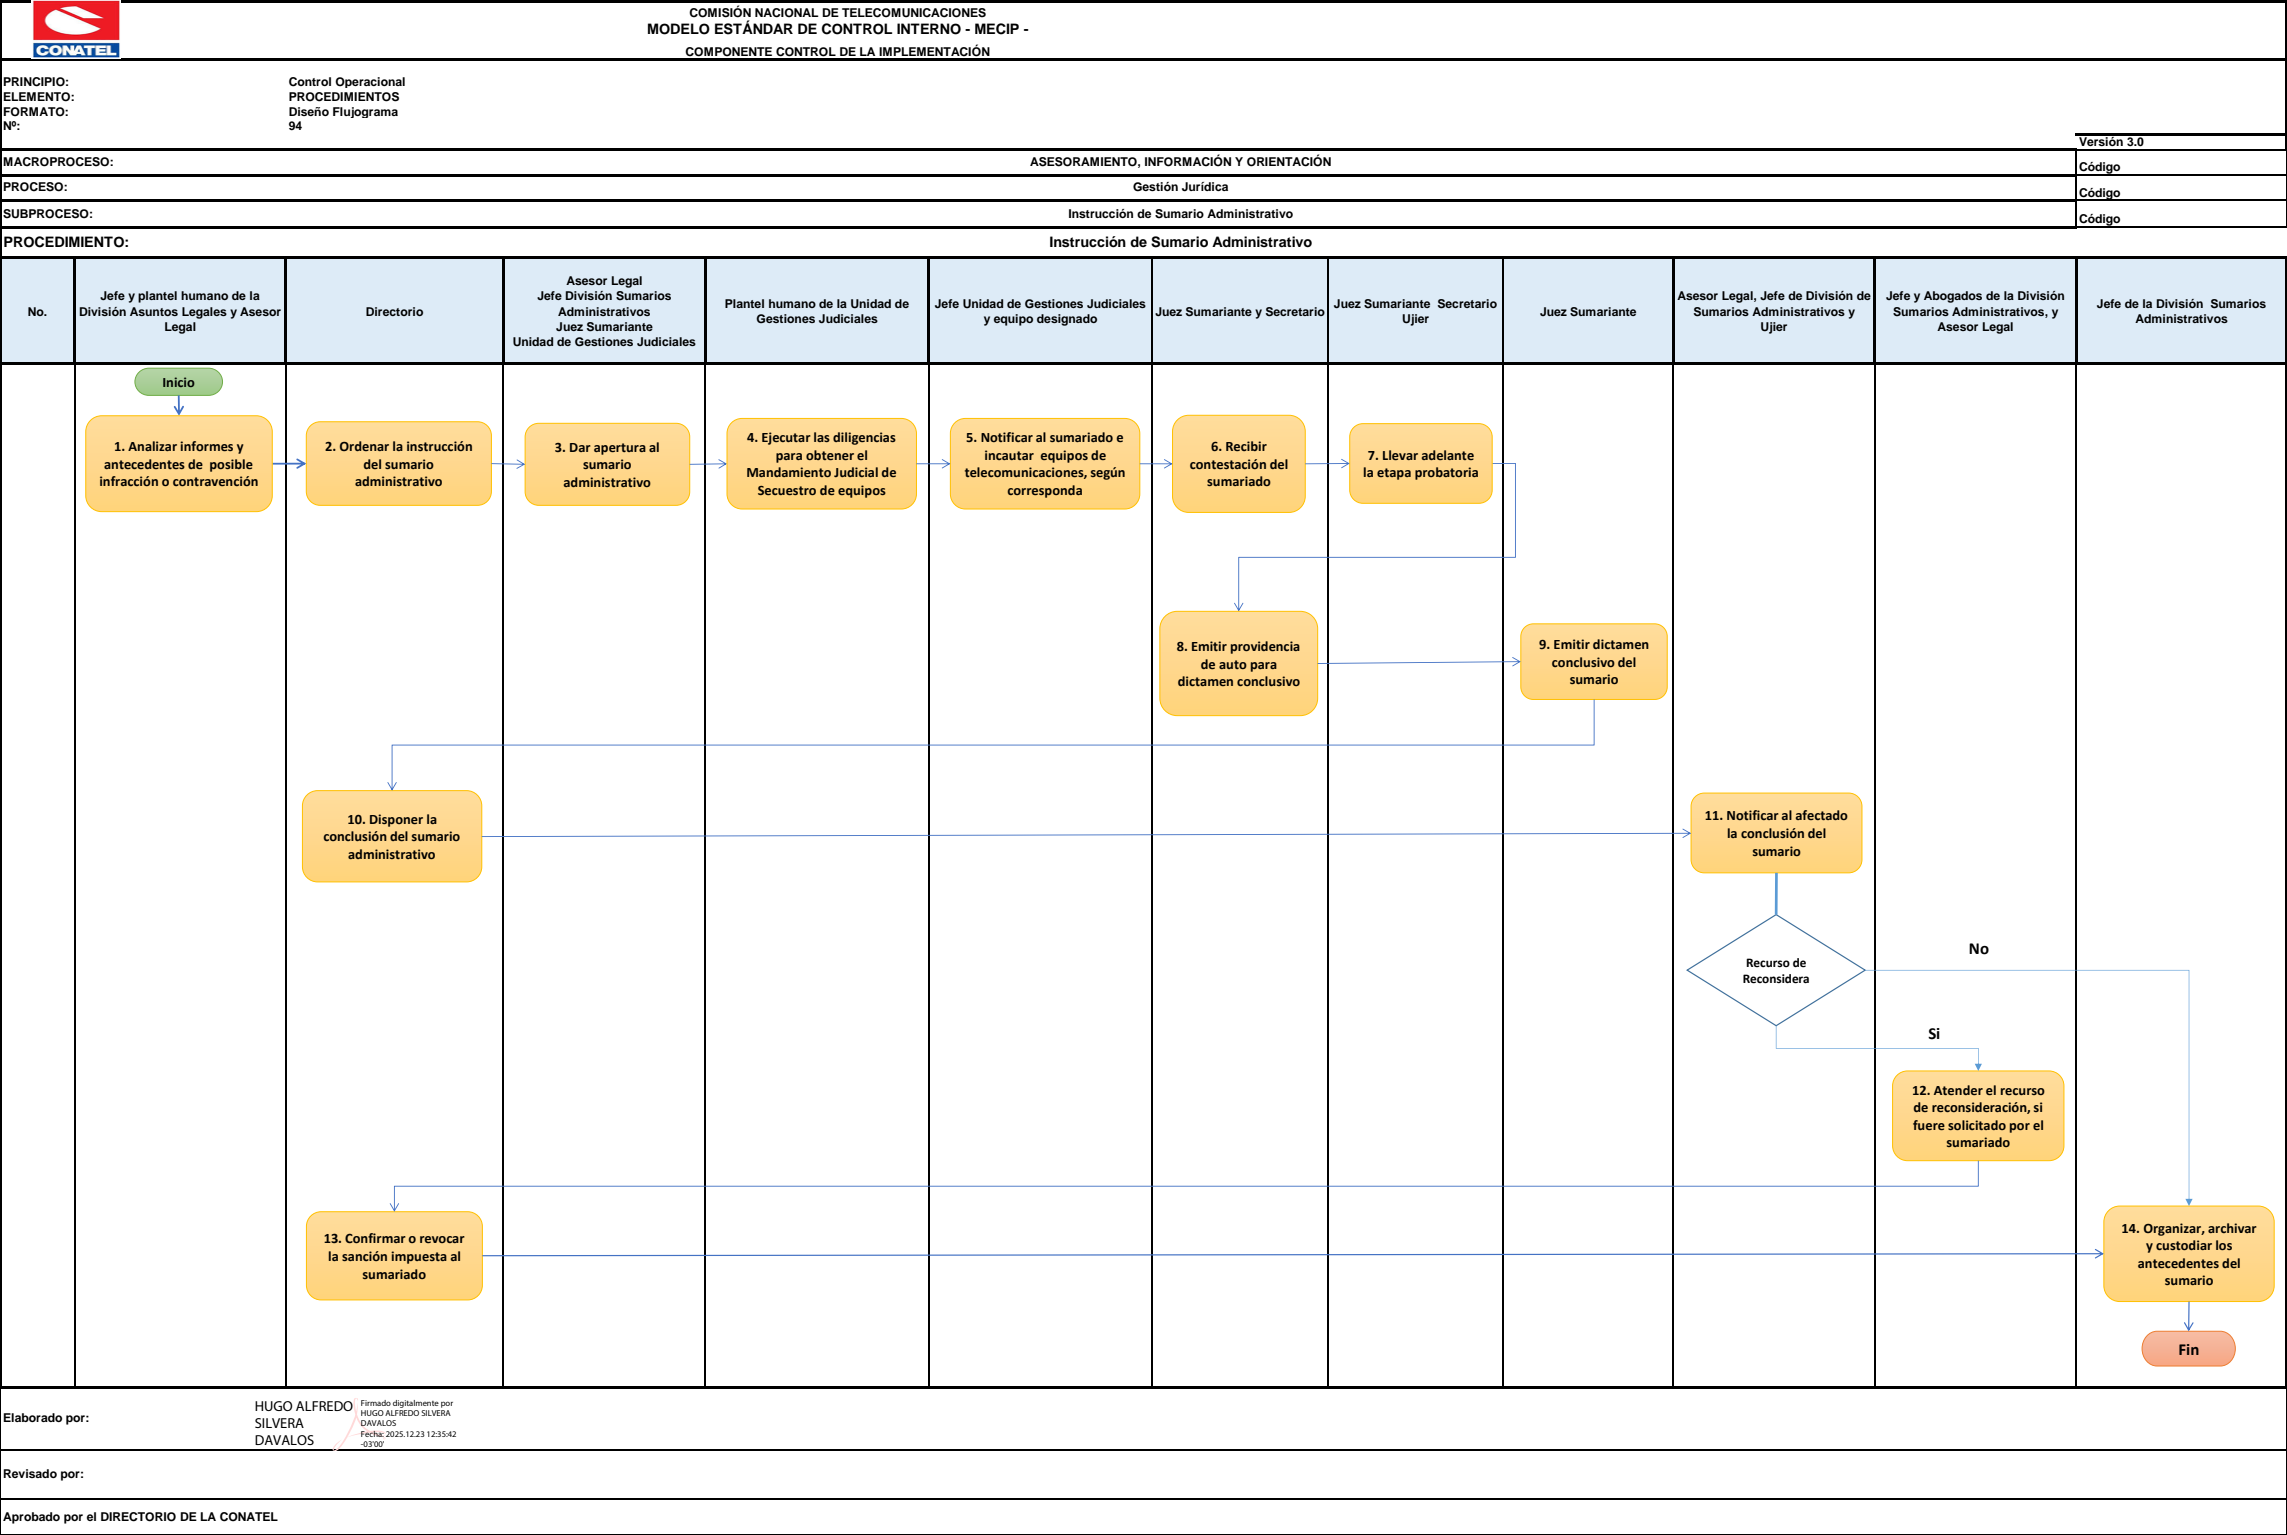 CONATEL
COMISIÓN NACIONAL DE TELECOMUNICACIONES
MODELO ESTÁNDAR DE CONTROL INTERNO - MECIP -
COMPONENTE CONTROL DE LA IMPLEMENTACIÓN
PRINCIPIO: Control Operacional
ELEMENTO: PROCEDIMIENTOS
FORMATO: Diseño Flujograma
Nº: 94
Versión 3.0
MACROPROCESO: ASESORAMIENTO, INFORMACIÓN Y ORIENTACIÓN Código
PROCESO: Gestión Jurídica Código
SUBPROCESO: Instrucción de Sumario Administrativo Código
PROCEDIMIENTO: Instrucción de Sumario Administrativo
No.
Jefe y plantel humano de la
División Asuntos Legales y Asesor
Legal
Directorio
Asesor Legal
Jefe División Sumarios
Administrativos
Juez Sumariante
Unidad de Gestiones Judiciales
Plantel humano de la Unidad de
Gestiones Judiciales
Jefe Unidad de Gestiones Judiciales
y equipo designado
Juez Sumariante y Secretario
Juez Sumariante Secretario
Ujier
Juez Sumariante
Asesor Legal, Jefe de División de
Sumarios Administrativos y
Ujier
Jefe y Abogados de la División
Sumarios Administrativos, y
Asesor Legal
Jefe de la División Sumarios
Administrativos
Inicio
1. Analizar informes y
antecedentes de posible
infracción o contravención
2. Ordenar la instrucción
del sumario
administrativo
3. Dar apertura al
sumario
administrativo
4. Ejecutar las diligencias
para obtener el
Mandamiento Judicial de
Secuestro de equipos
5. Notificar al sumariado e
incautar equipos de
telecomunicaciones, según
corresponda
6. Recibir
contestación del
sumariado
7. Llevar adelante
la etapa probatoria
8. Emitir providencia
de auto para
dictamen conclusivo
9. Emitir dictamen
conclusivo del
sumario
10. Disponer la
conclusión del sumario
administrativo
11. Notificar al afectado
la conclusión del
sumario
Recurso de
Reconsidera
No
Si
12. Atender el recurso
de reconsideración, si
fuere solicitado por el
sumariado
13. Confirmar o revocar
la sanción impuesta al
sumariado
14. Organizar, archivar
y custodiar los
antecedentes del
sumario
Fin
Elaborado por:
HUGO ALFREDO
SILVERA
DAVALOS
Firmado digitalmente por
HUGO ALFREDO SILVERA
DAVALOS
Fecha: 2025.12.23 12:35:42
-03'00'
Revisado por:
Aprobado por el DIRECTORIO DE LA CONATEL